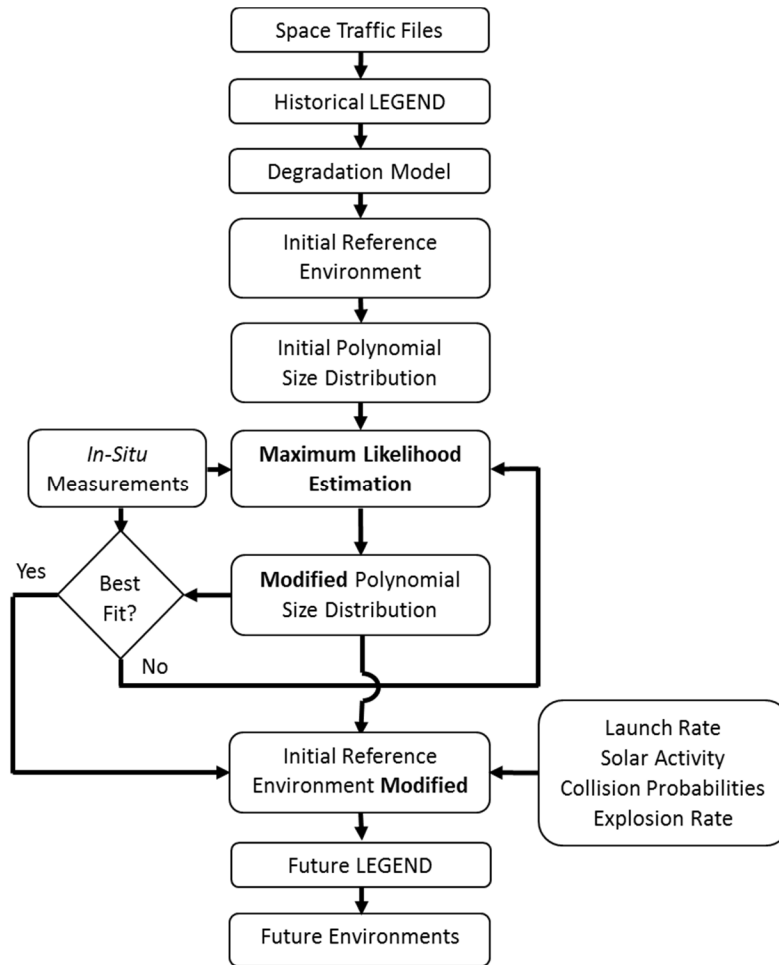 Space Traffic Files
Historical LEGEND
Degradation Model
Initial Reference
Environment
Initial Polynomial
Size Distribution
In-Situ
Measurements
Maximum Likelihood
Estimation
Yes
Best
Fit?
Modified Polynomial
Size Distribution
No
Initial Reference
Environment Modified
Launch Rate
Solar Activity
Collision Probabilities
Explosion Rate
Future LEGEND
Future Environments